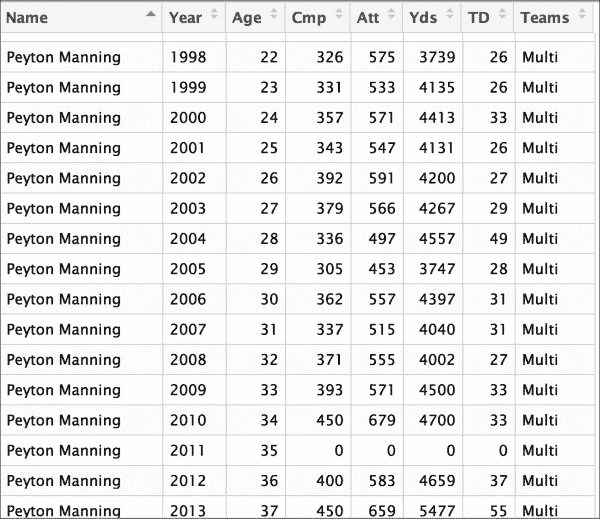 Name Year Age Cmp Att Yds TD Teams
Peyton Manning 1998 22 326 575 3739 26 Multi
Peyton Manning 1999 23 331 533 4135 26 Multi
Peyton Manning 2000 24 357 571 4413 33 Multi
Peyton Manning 2001 25 343 547 4131 26 Multi
Peyton Manning 2002 26 392 591 4200 27 Multi
Peyton Manning 2003 27 379 566 4267 29 Multi
Peyton Manning 2004 28 336 497 4557 49 Multi
Peyton Manning 2005 29 305 453 3747 28 Multi
Peyton Manning 2006 30 362 557 4397 31 Multi
Peyton Manning 2007 31 337 515 4040 31 Multi
Peyton Manning 2008 32 371 555 4002 27 Multi
Peyton Manning 2009 33 393 571 4500 33 Multi
Peyton Manning 2010 34 450 679 4700 33 Multi
Peyton Manning 2011 35 0 0 0 0 Multi
Peyton Manning 2012 36 400 583 4659 37 Multi
Peyton Manning 2013 37 450 659 5477 55 Multi